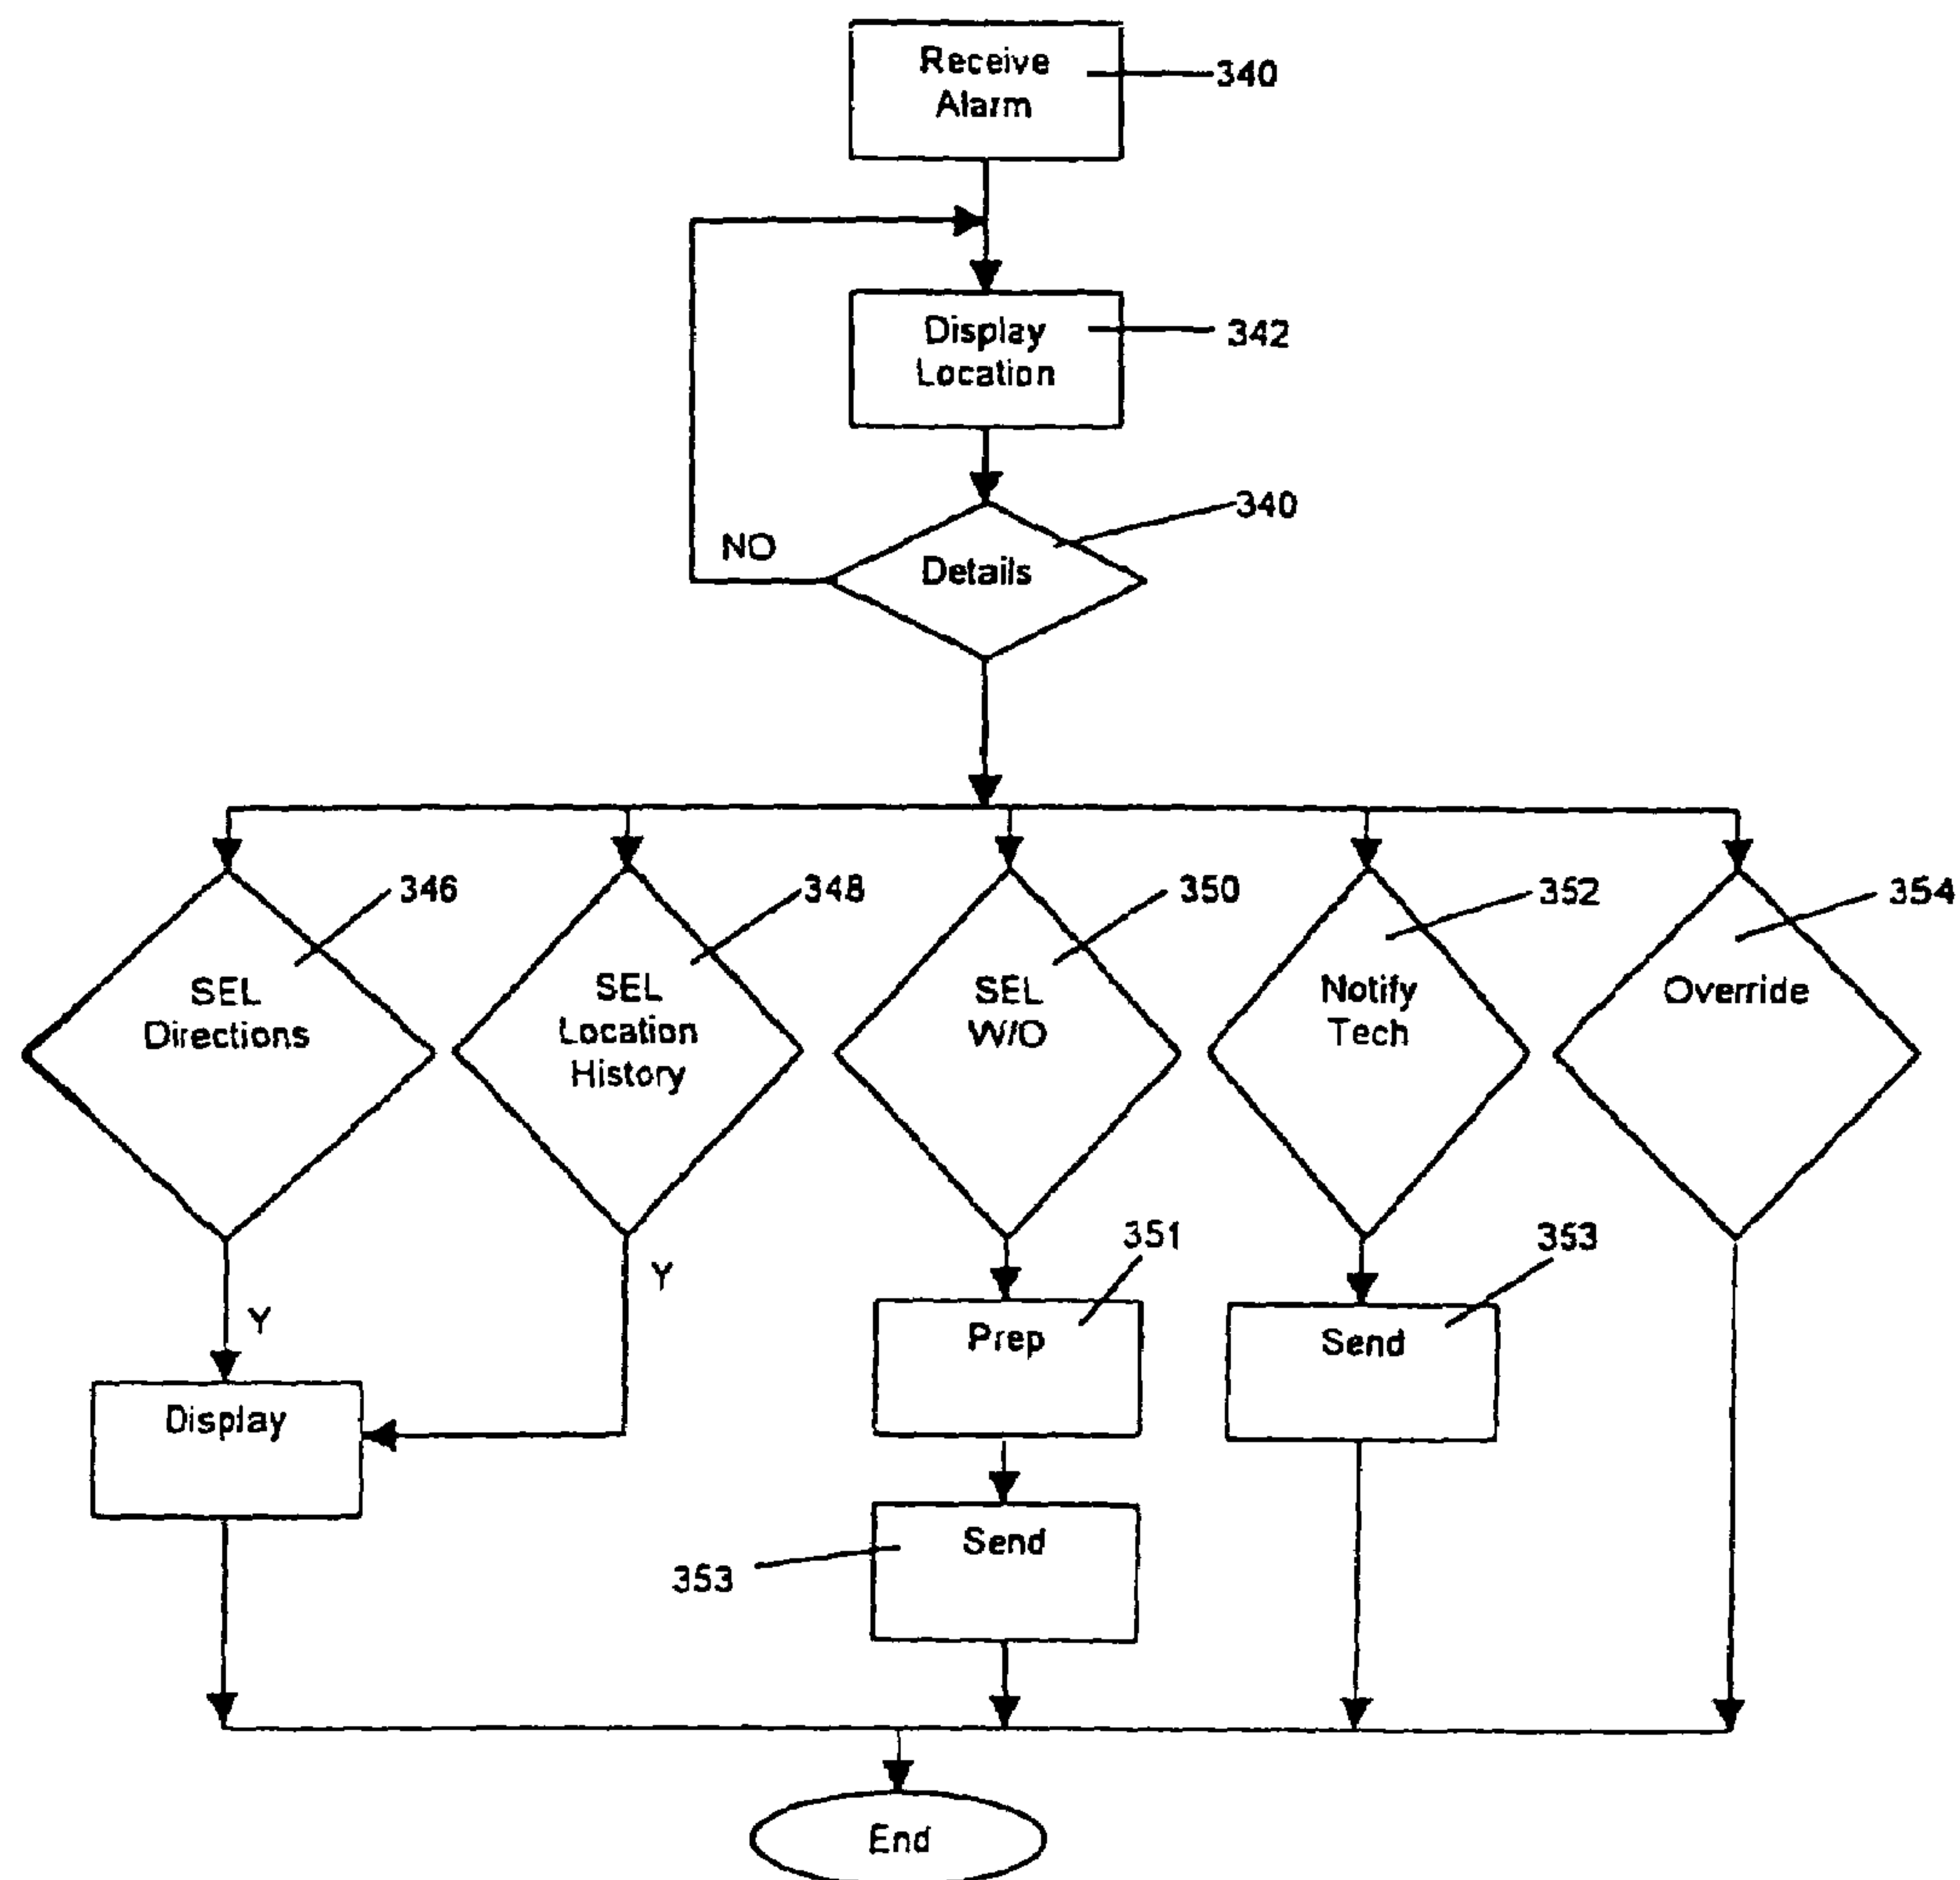 Receive
Alarm
340
Display
Location
342
340
NO
Details
346
348
350
352
354
SEL
Directions
SEL
Location
History
SEL
W/O
Notify
Tech
Override
351
353
Y
Y
Prep
Send
Display
Send
353
End